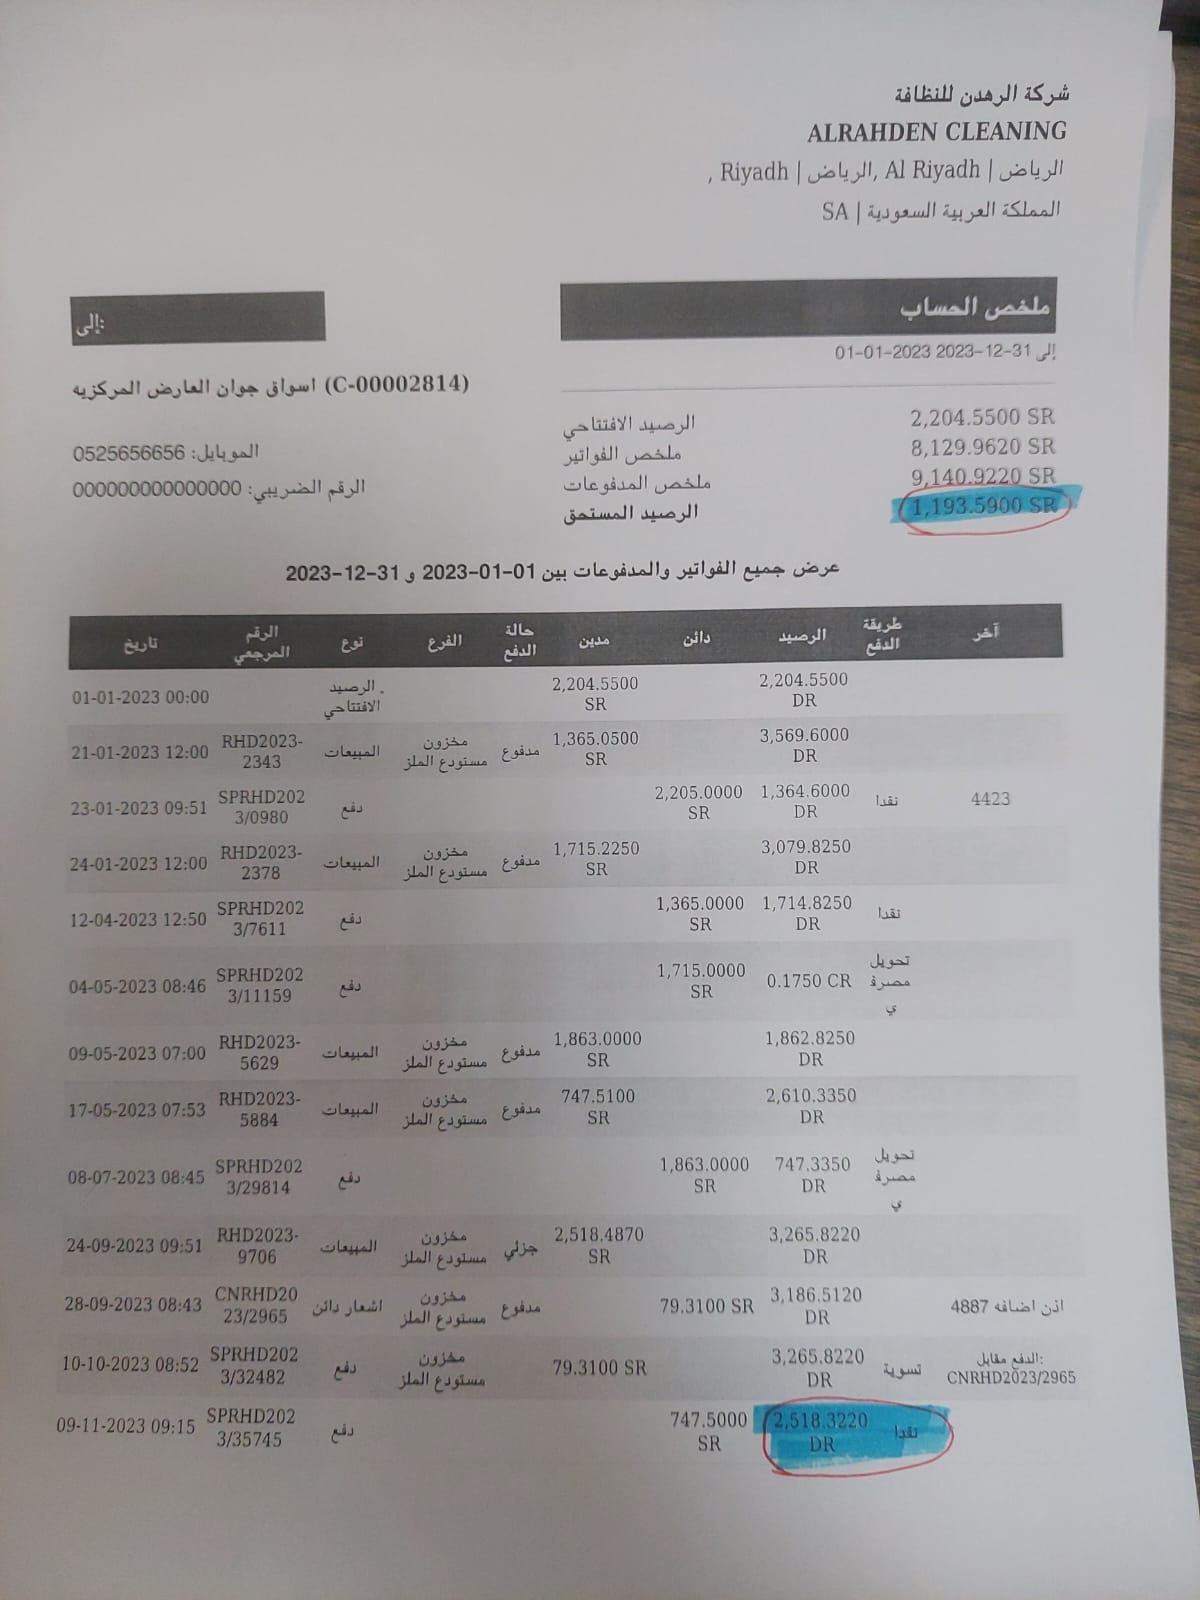 شركة الرهدن للنظافة
ALRAHDEN CLEANING
الرياض | Al Riyadh ,الرياض | Riyadh ,
المملكة العربية السعودية | SA
ملخص الحساب
01-01-2023 إلى 2023-12-31
الرصيد الافتتاحي 2,204.5500 SR
ملخص الفواتير 8,129.9620 SR
ملخص المدفوعات 9,140.9220 SR
الرصيد المستحق 1,193.5900 SR
إلى:
اسواق جوان العارض المركزيه (C-00002814)
الموبايل: 0525656656
الرقم الضريبي: 000000000000000
عرض جميع الفواتير والمدفوعات بين 01-01-2023 و 31-12-2023
تاريخ الرقم المرجعي نوع الفرع حالة الدفع مدين دائن الرصيد طريقة الدفع آخر
01-01-2023 00:00 الرصيد الافتتاحي 2,204.5500 SR 2,204.5500 DR
21-01-2023 12:00 RHD2023-2343 المبيعات مخزون مستودع الملز مدفوع 1,365.0500 SR 3,569.6000 DR
23-01-2023 09:51 SPRHD2023/0980 دفع 2,205.0000 SR 1,364.6000 DR نقدا 4423
24-01-2023 12:00 RHD2023-2378 المبيعات مخزون مستودع الملز مدفوع 1,715.2250 SR 3,079.8250 DR
12-04-2023 12:50 SPRHD2023/7611 دفع 1,365.0000 SR 1,714.8250 DR نقدا
04-05-2023 08:46 SPRHD2023/11159 دفع 1,715.0000 SR 0.1750 CR تحويل مصرفي
09-05-2023 07:00 RHD2023-5629 المبيعات مخزون مستودع الملز مدفوع 1,863.0000 SR 1,862.8250 DR
17-05-2023 07:53 RHD2023-5884 المبيعات مخزون مستودع الملز مدفوع 747.5100 SR 2,610.3350 DR
08-07-2023 08:45 SPRHD2023/29814 دفع 1,863.0000 SR 747.3350 DR تحويل مصرفي
24-09-2023 09:51 RHD2023-9706 المبيعات مخزون مستودع الملز جزئي 2,518.4870 SR 3,265.8220 DR
28-09-2023 08:43 CNRHD2023/2965 اشعار دائن مخزون مستودع الملز مدفوع 79.3100 SR 3,186.5120 DR اذن اضافه 4887
10-10-2023 08:52 SPRHD2023/32482 دفع مخزون مستودع الملز 79.3100 SR 3,265.8220 DR تسوية الدفع مقابل: CNRHD2023/2965
09-11-2023 09:15 SPRHD2023/35745 دفع 747.5000 SR 2,518.3220 DR نقدا